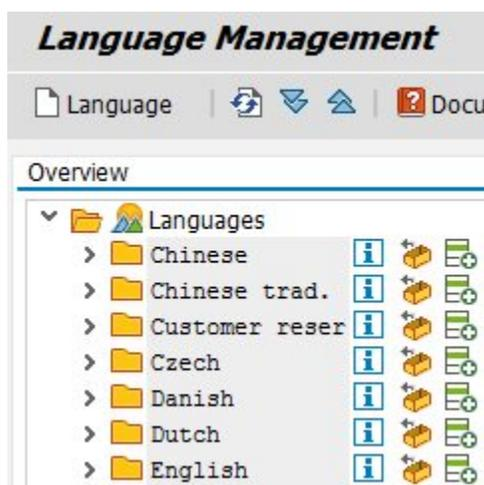 Language Management
Language Docu
Overview
Languages
Chinese
Chinese trad.
Customer reser
Czech
Danish
Dutch
English